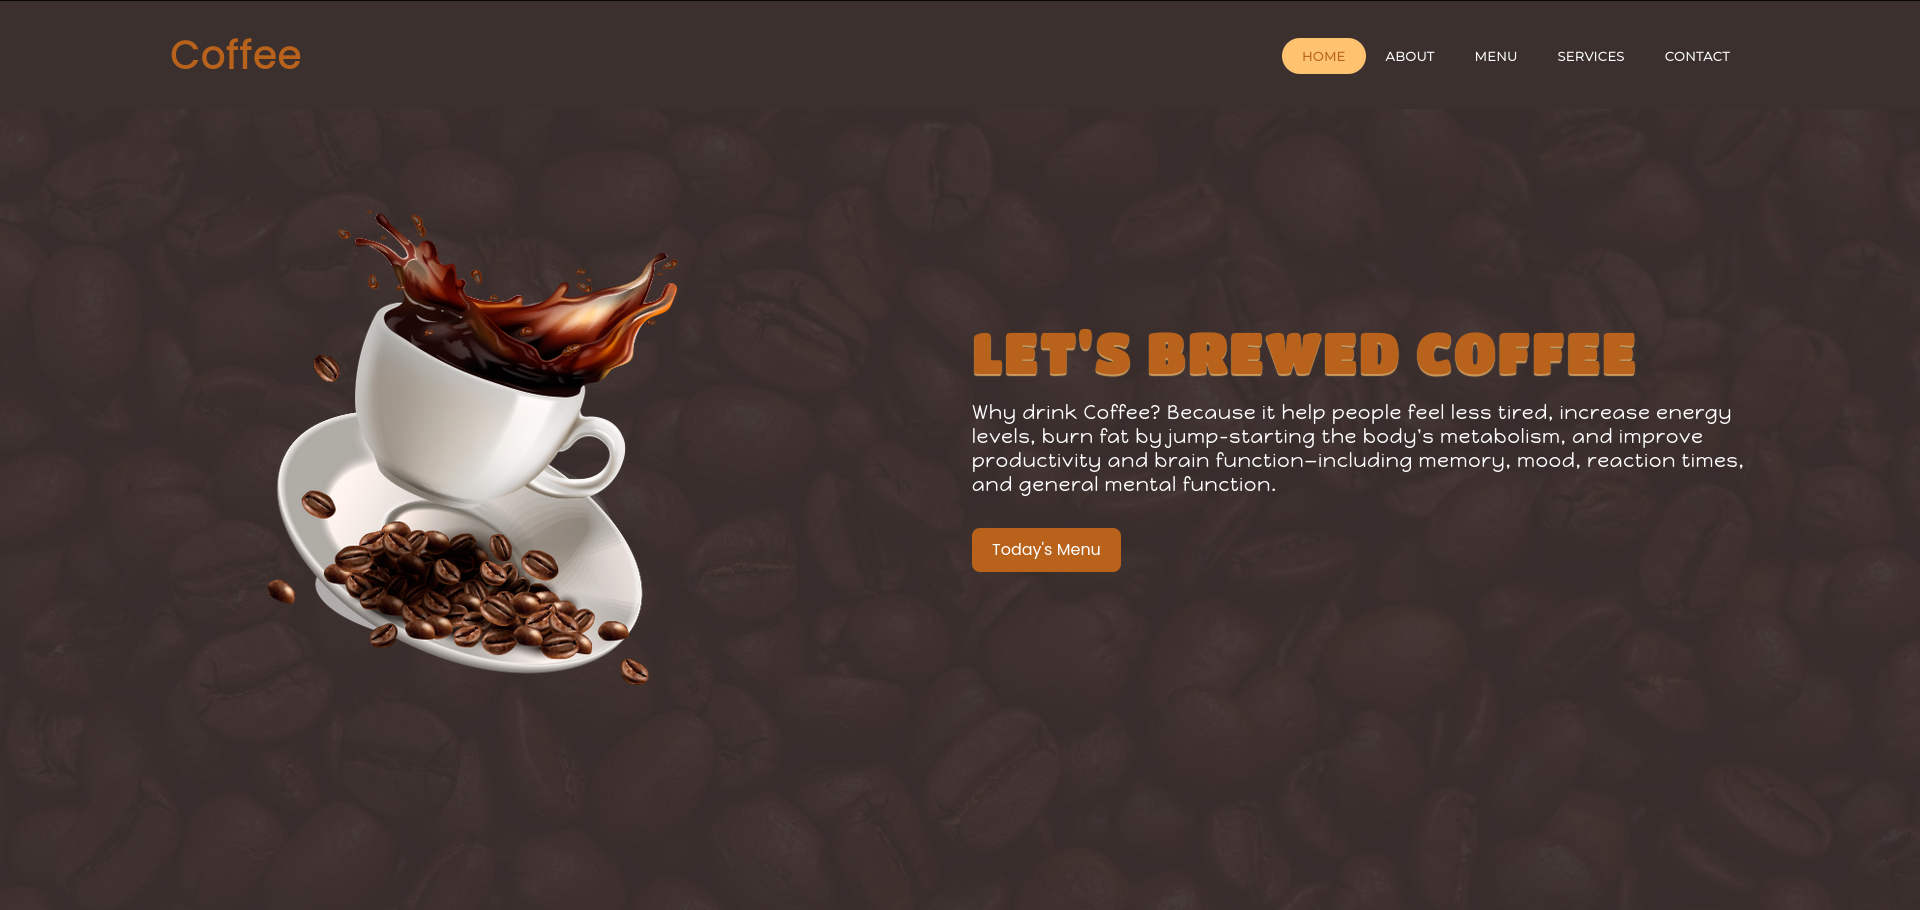 Coffee
HOME ABOUT MENU SERVICES CONTACT
LET'S BREWED COFFEE
Why drink Coffee? Because it help people feel less tired, increase energy
levels, burn fat by jump-starting the body's metabolism, and improve
productivity and brain function—including memory, mood, reaction times,
and general mental function.
Today's Menu